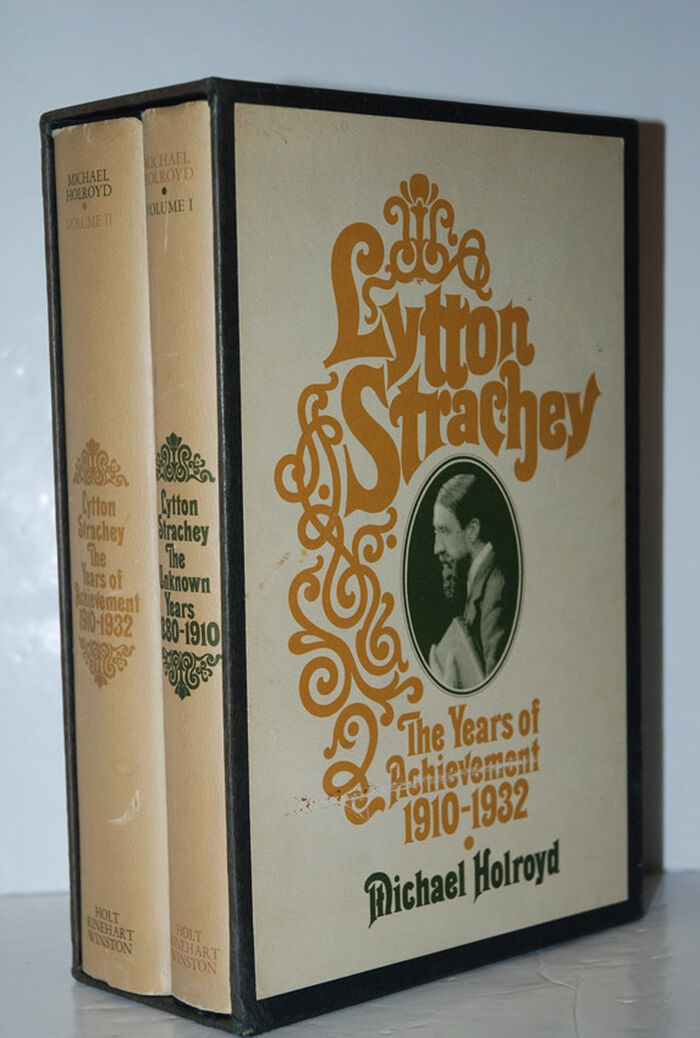 MICHAEL
HOLROYD
VOLUME II
Lytton
Strachey
The
Years of
Achievement
1910-1932
HOLT
RINEHART
WINSTON
MICHAEL
HOLROYD
VOLUME I
Lytton
Strachey
The
Unknown
Years
1880-1910
HOLT
RINEHART
WINSTON
Lytton
Strachey
The Years of
Achievement
1910-1932
Michael Holroyd